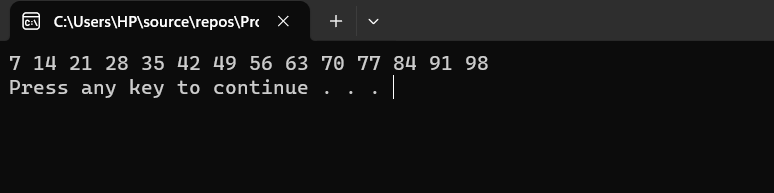 C:\Users\HP\source\repos\Pro
7 14 21 28 35 42 49 56 63 70 77 84 91 98
Press any key to continue . . .